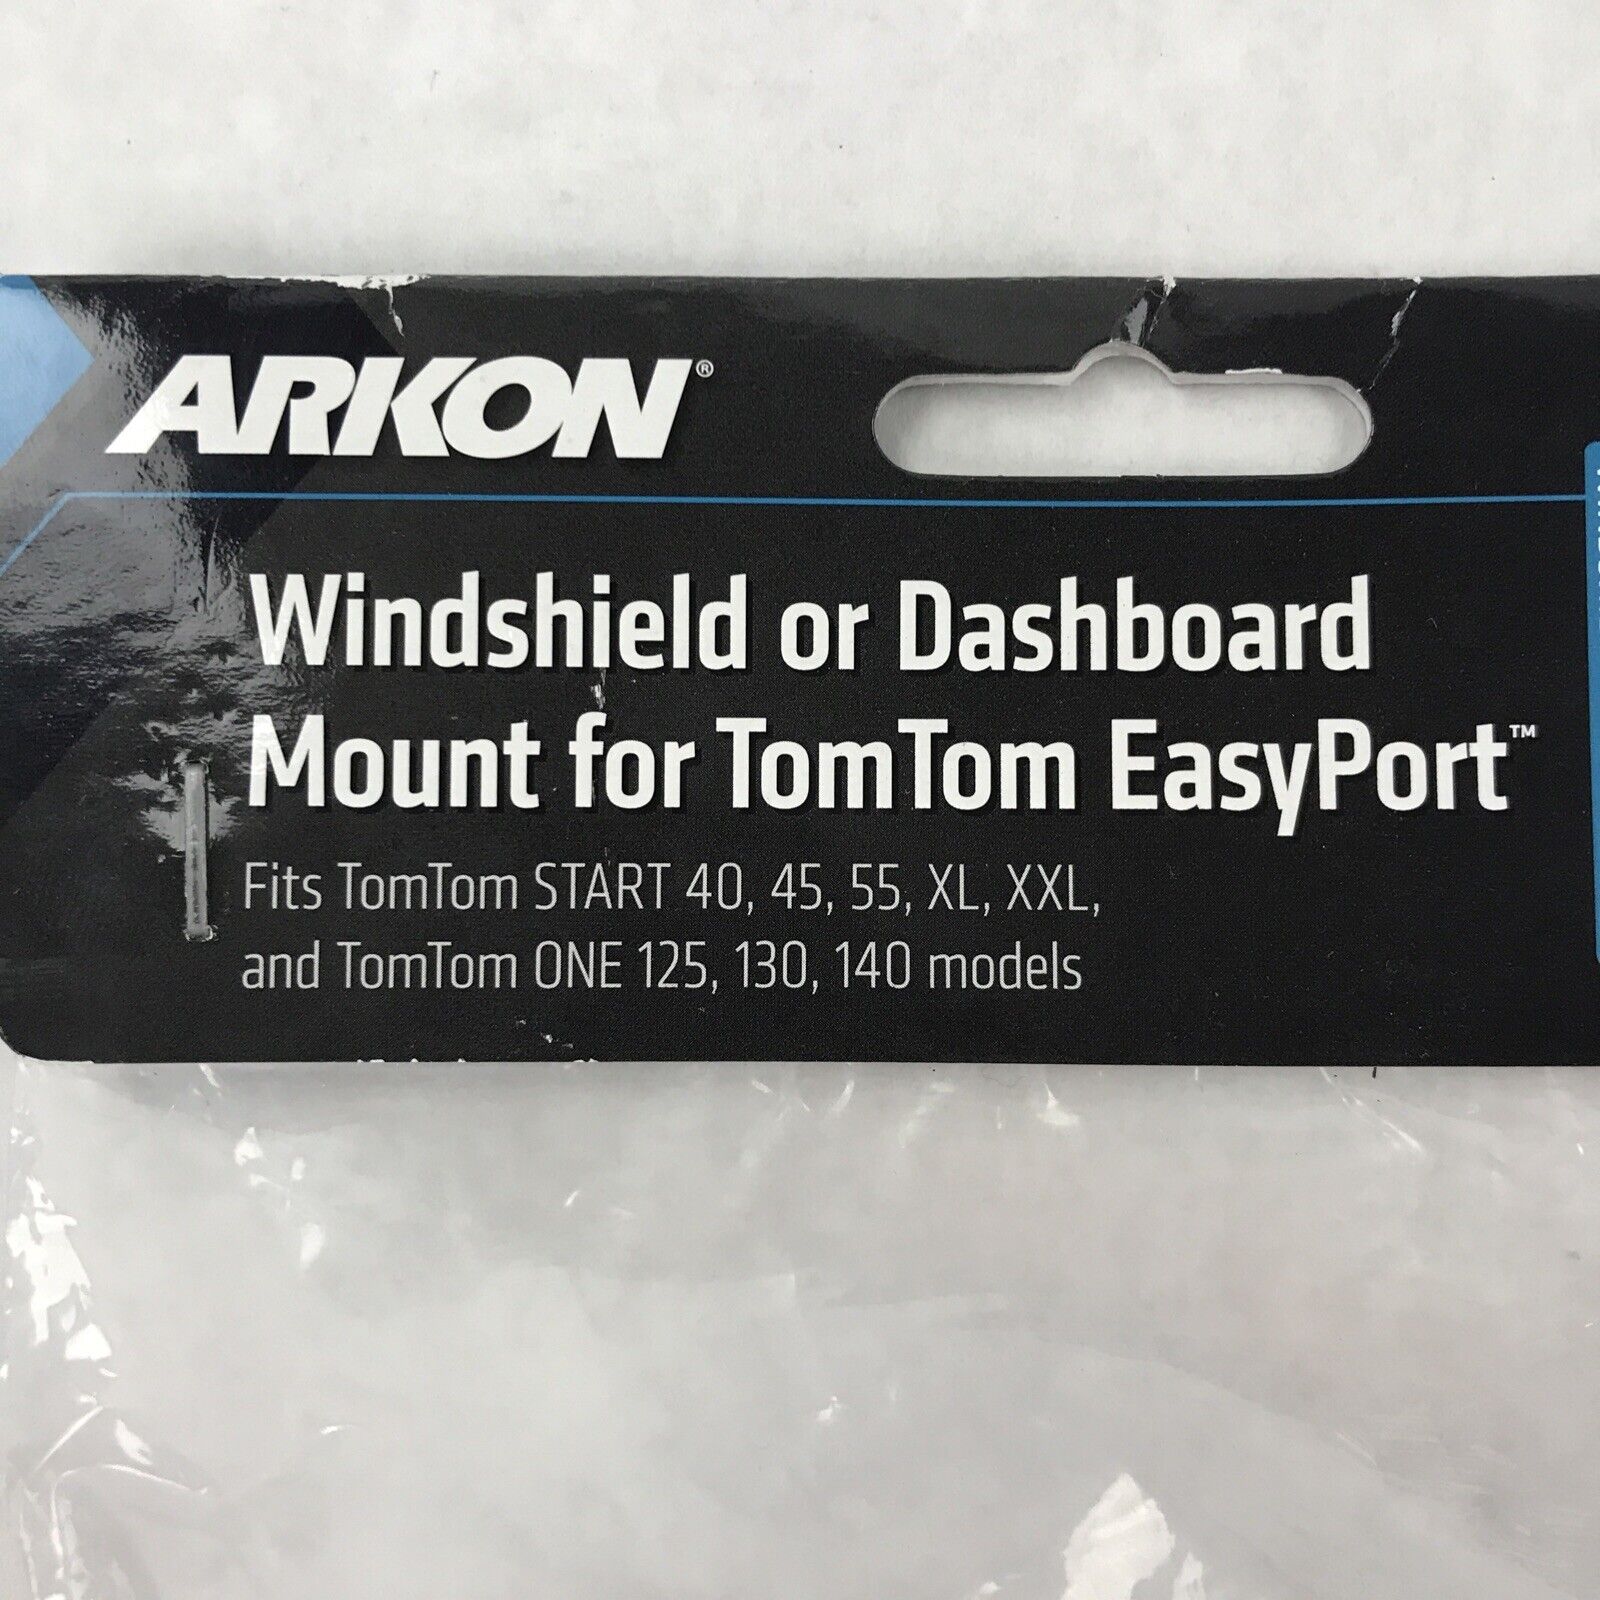 ARKON®
Windshield or Dashboard
Mount for TomTom EasyPort™
Fits TomTom START 40, 45, 55, XL, XXL,
and TomTom ONE 125, 130, 140 models